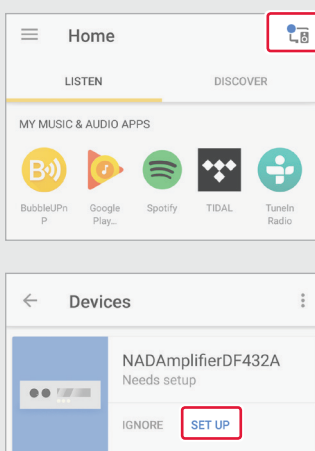 Home
LISTEN DISCOVER
MY MUSIC & AUDIO APPS
BubbleUPn Google Spotify TIDAL TuneIn
P Play... Radio
Devices
NADAmplifierDF432A
Needs setup
IGNORE SET UP